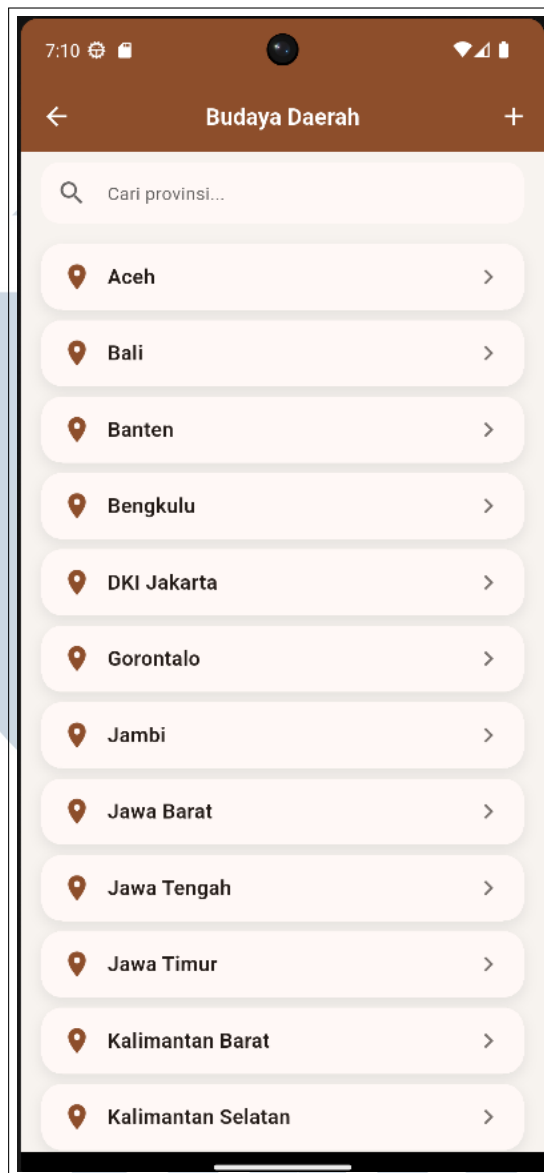 7:10
Budaya Daerah
Cari provinsi...
Aceh
Bali
Banten
Bengkulu
DKI Jakarta
Gorontalo
Jambi
Jawa Barat
Jawa Tengah
Jawa Timur
Kalimantan Barat
Kalimantan Selatan